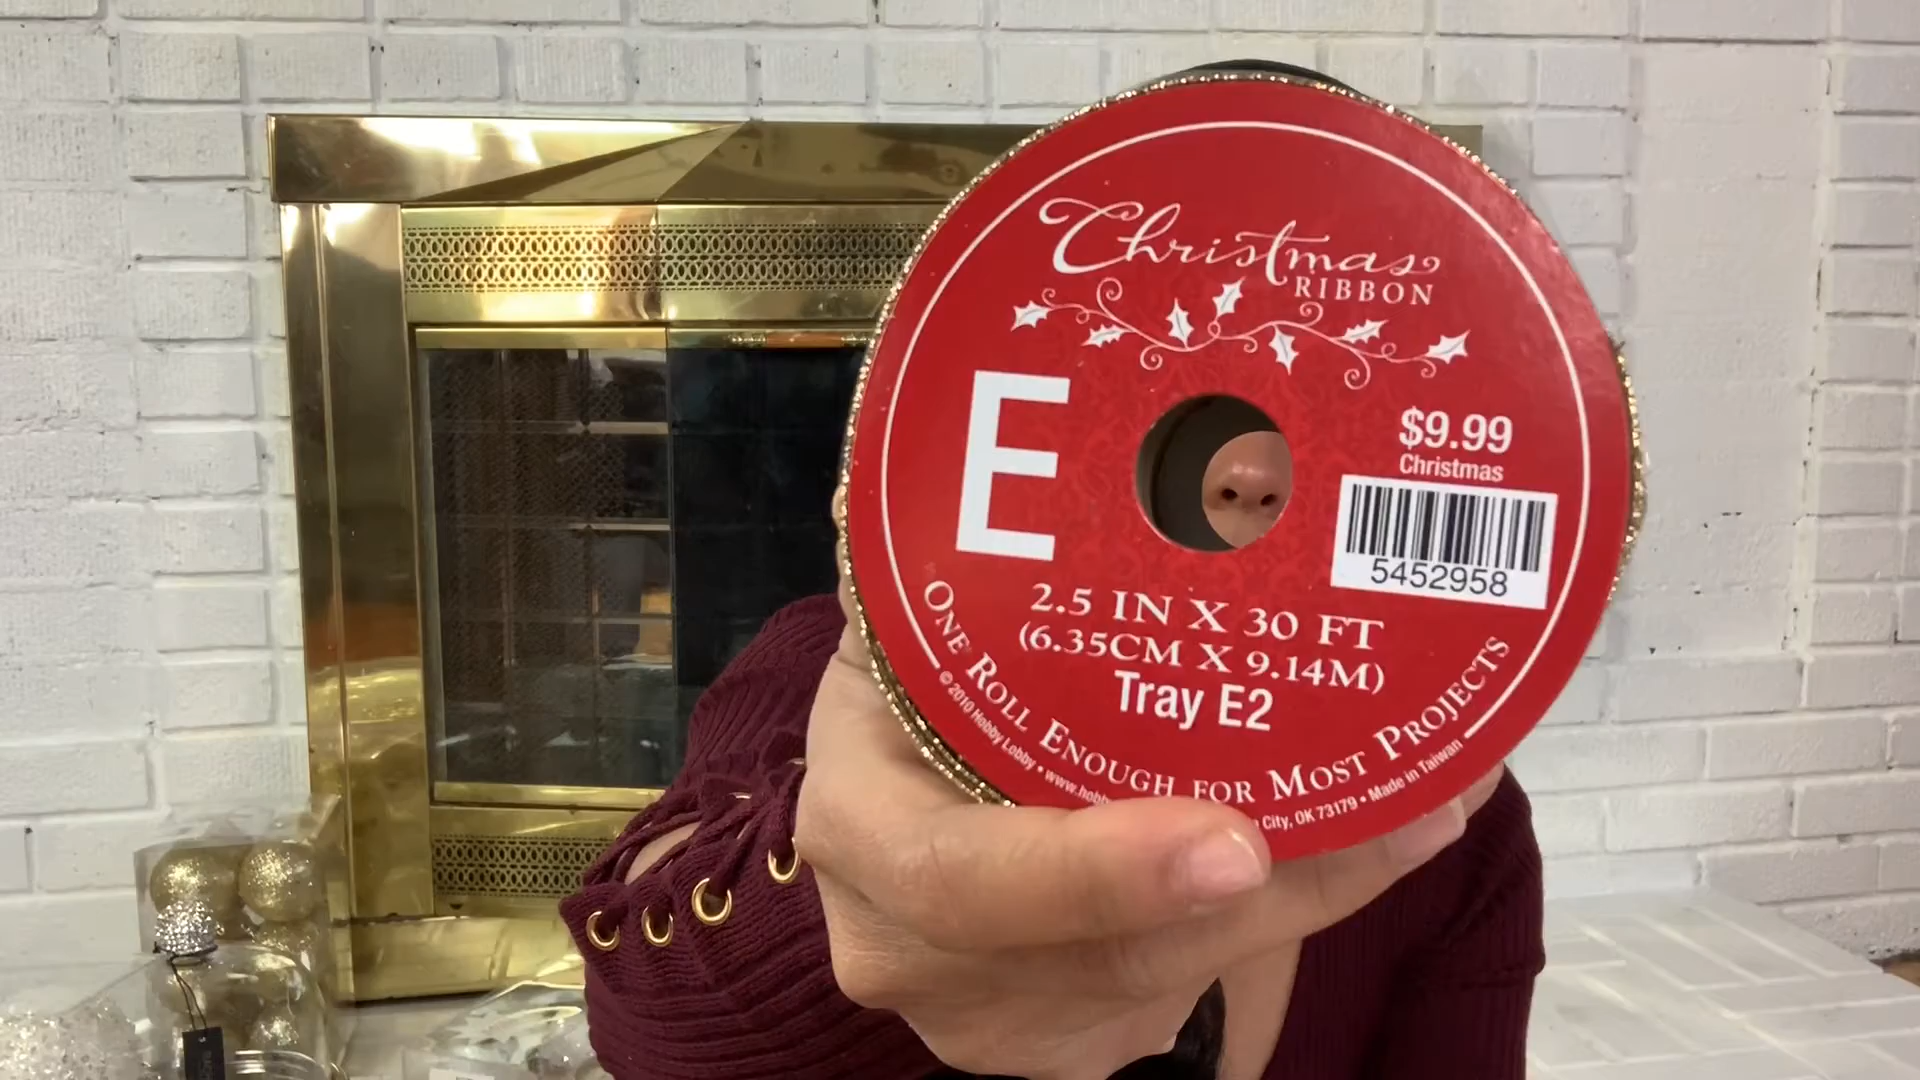 Christmas
RIBBON
E
$9.99
Christmas
5452958
2.5 IN X 30 FT
(6.35CM X 9.14M)
Tray E2
ONE ROLL ENOUGH FOR MOST PROJECTS
© 2010 Hobby Lobby • www.hobb City, OK 73179 • Made in Taiwan